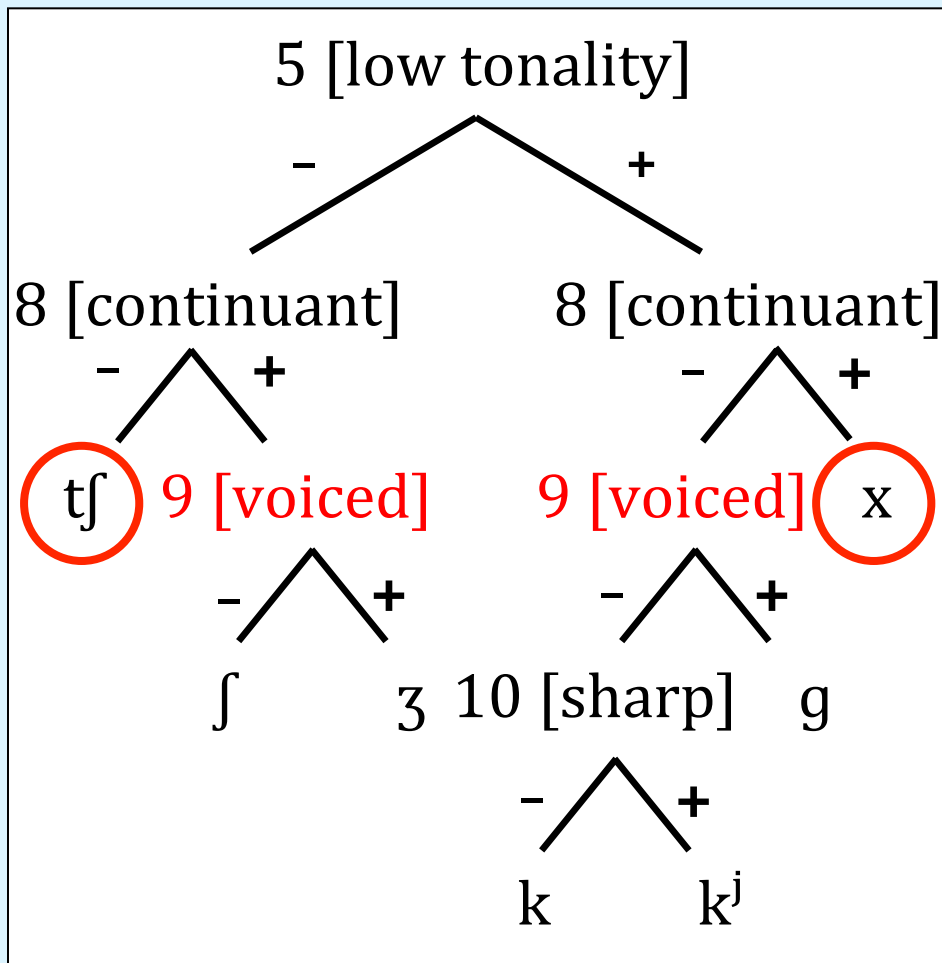 5 [low tonality]
– +
8 [continuant] 8 [continuant]
– + – +
tʃ 9 [voiced] 9 [voiced] x
– + – +
ʃ ʒ 10 [sharp] g
– +
k kʲ